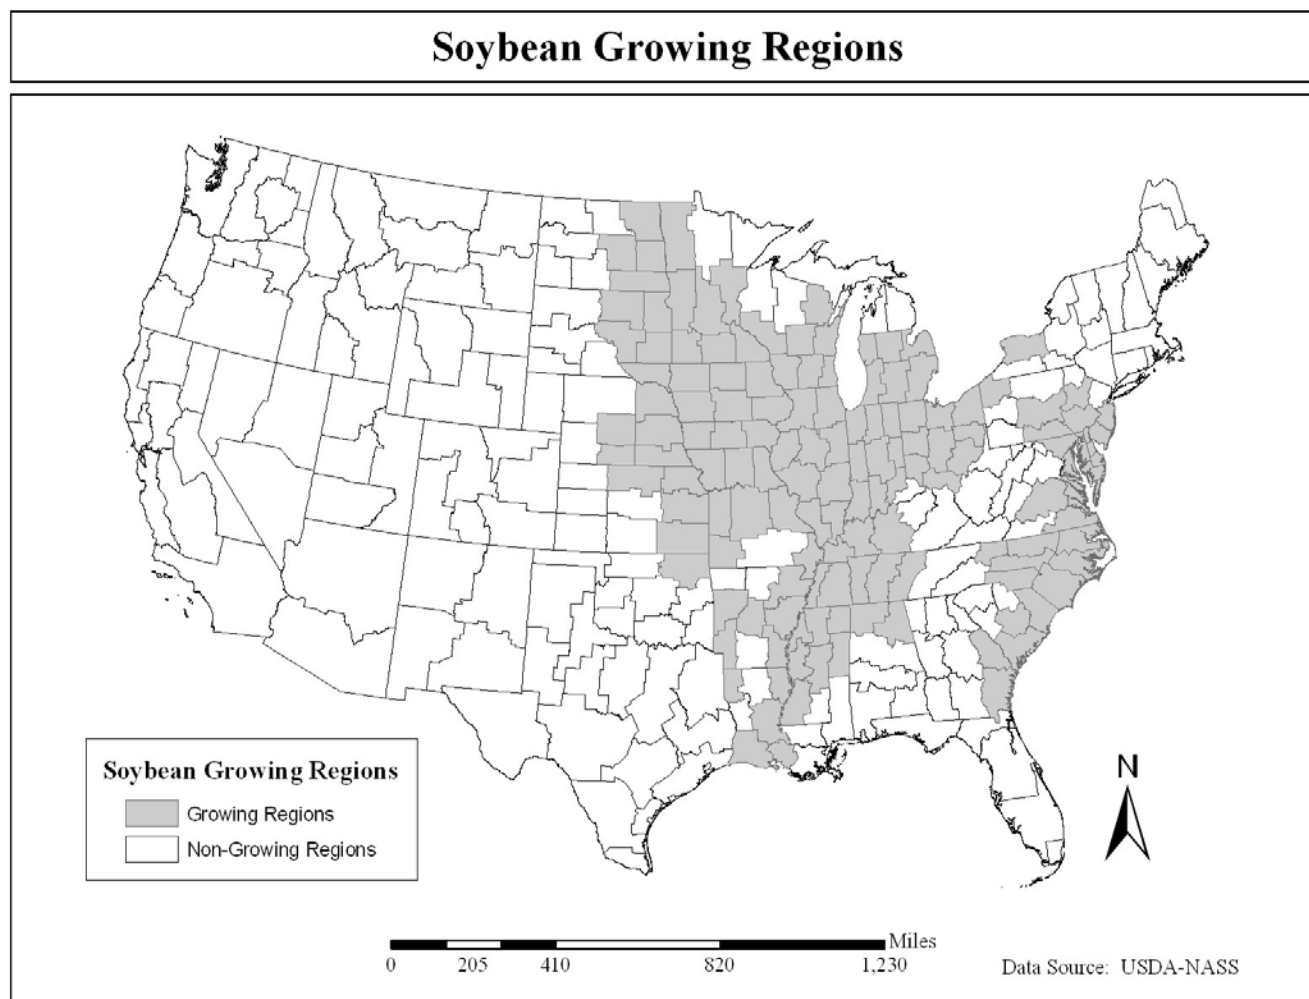 Soybean Growing Regions
Soybean Growing Regions
Growing Regions
Non-Growing Regions
N
Miles
0 205 410 820 1,230
Data Source: USDA-NASS